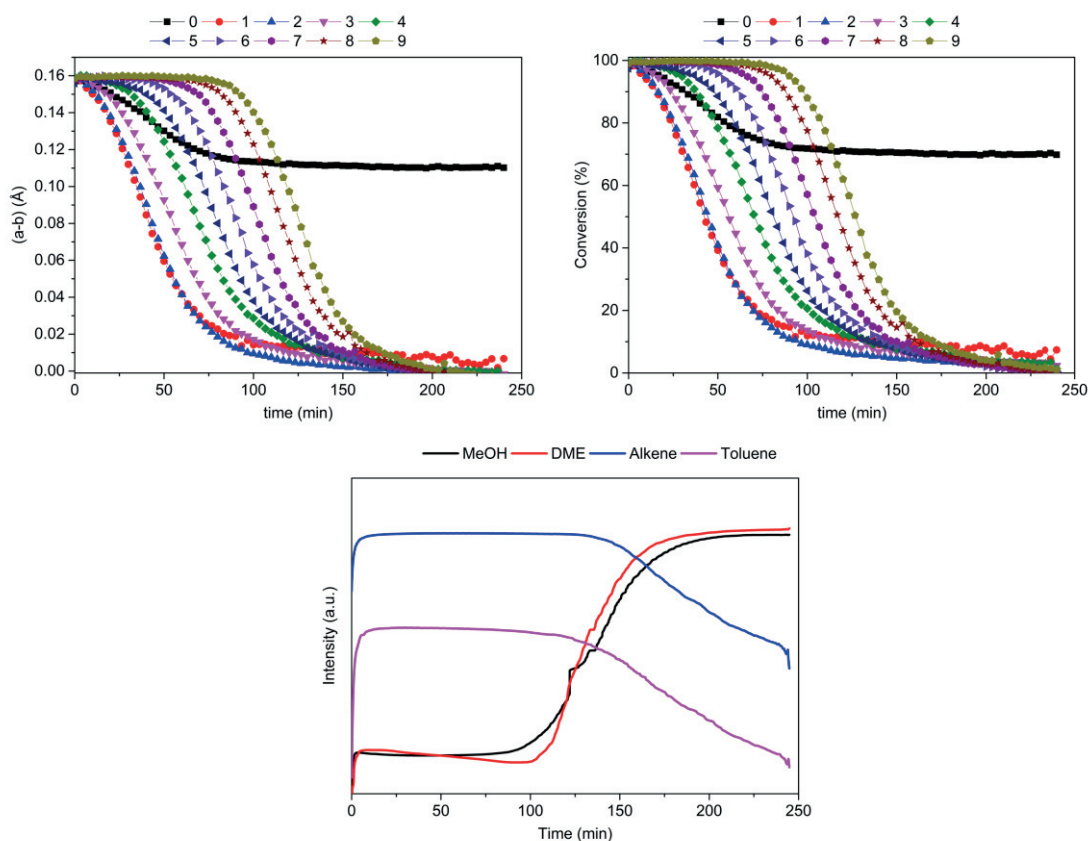 0 1 2 3 4
5 6 7 8 9
0.16
0.14
0.12
0.10
0.08
0.06
0.04
0.02
0.00
(a-b) (Å)
0 50 100 150 200 250
time (min)
0 1 2 3 4
5 6 7 8 9
100
80
60
40
20
0
Conversion (%)
0 50 100 150 200 250
time (min)
MeOH DME Alkene Toluene
Intensity (a.u.)
0 50 100 150 200 250
Time (min)